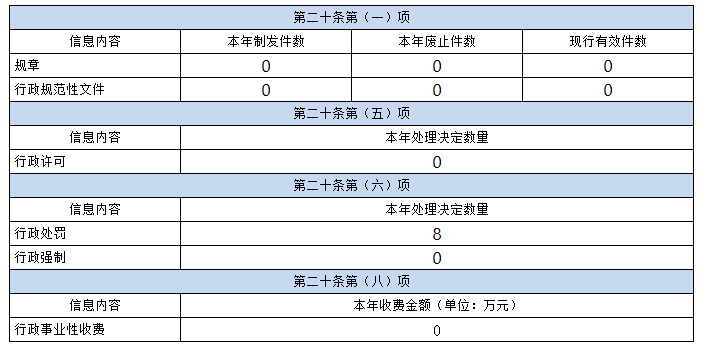 第二十条第（一）项
信息内容 本年制发件数 本年废止件数 现行有效件数
规章 0 0 0
行政规范性文件 0 0 0
第二十条第（五）项
信息内容 本年处理决定数量
行政许可 0
第二十条第（六）项
信息内容 本年处理决定数量
行政处罚 8
行政强制 0
第二十条第（八）项
信息内容 本年收费金额（单位：万元）
行政事业性收费 0